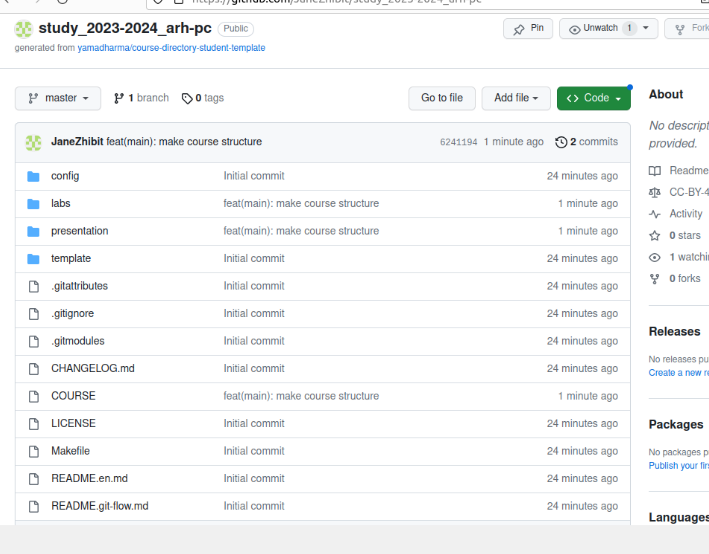 study_2023-2024_arh-pc Public Pin Unwatch 1 Fork
generated from yamadharma/course-directory-student-template
master 1 branch 0 tags Go to file Add file Code
JaneZhibit feat(main): make course structure 6241194 1 minute ago 2 commits
config Initial commit 24 minutes ago
labs feat(main): make course structure 1 minute ago
presentation feat(main): make course structure 1 minute ago
template Initial commit 24 minutes ago
.gitattributes Initial commit 24 minutes ago
.gitignore Initial commit 24 minutes ago
.gitmodules Initial commit 24 minutes ago
CHANGELOG.md Initial commit 24 minutes ago
COURSE feat(main): make course structure 1 minute ago
LICENSE Initial commit 24 minutes ago
Makefile Initial commit 24 minutes ago
README.en.md Initial commit 24 minutes ago
README.git-flow.md Initial commit 24 minutes ago
About
No descript
provided.
Readme
CC-BY-4
Activity
0 stars
1 watchi
0 forks
Releases
No releases pu
Create a new re
Packages
No packages p
Publish your fir
Languages